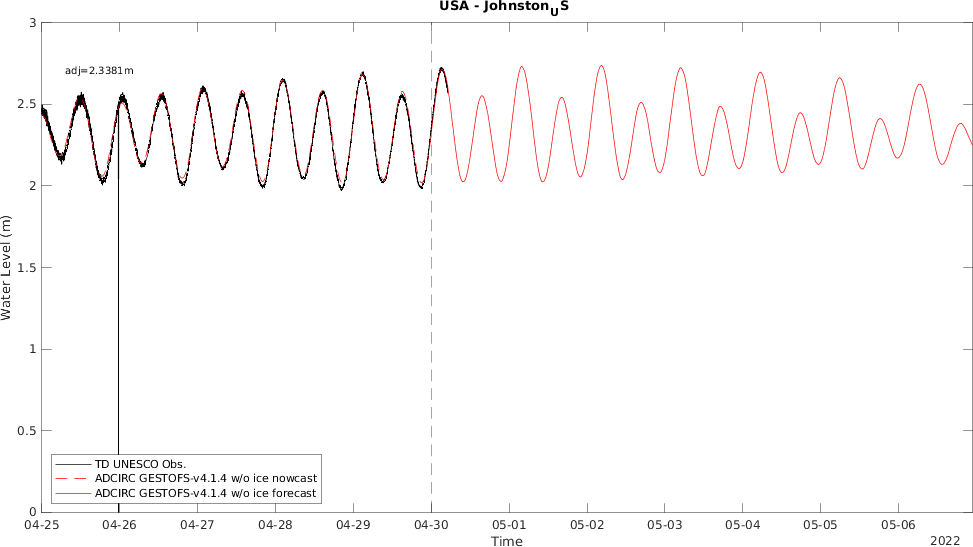 USA - JohnstonUS
adj=2.3381m
3
2.5
2
1.5
1
0.5
0
Water Level (m)
TD UNESCO Obs.
ADCIRC GESTOFS-v4.1.4 w/o ice nowcast
ADCIRC GESTOFS-v4.1.4 w/o ice forecast
04-25 04-26 04-27 04-28 04-29 04-30 05-01 05-02 05-03 05-04 05-05 05-06
Time
2022